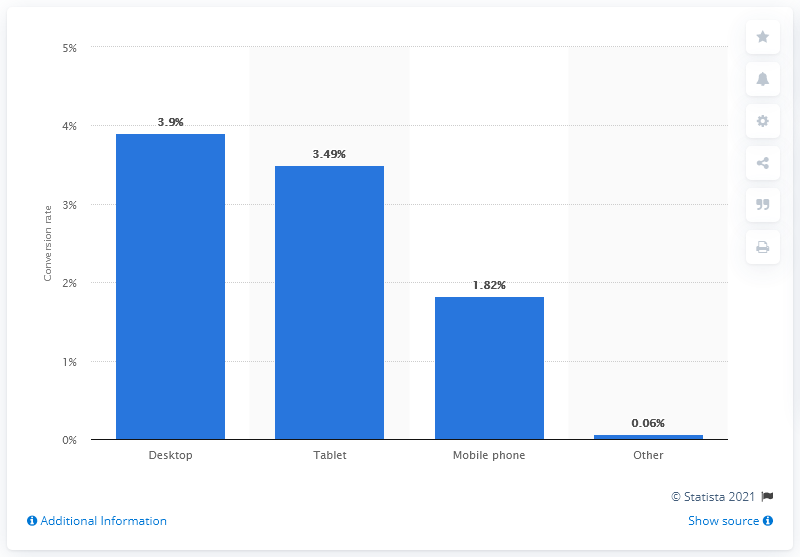 5%
4%
3%
2%
1%
0%
Conversion rate
3.9%
3.49%
1.82%
0.06%
Desktop
Tablet
Mobile phone
Other
© Statista 2021
Additional Information
Show source